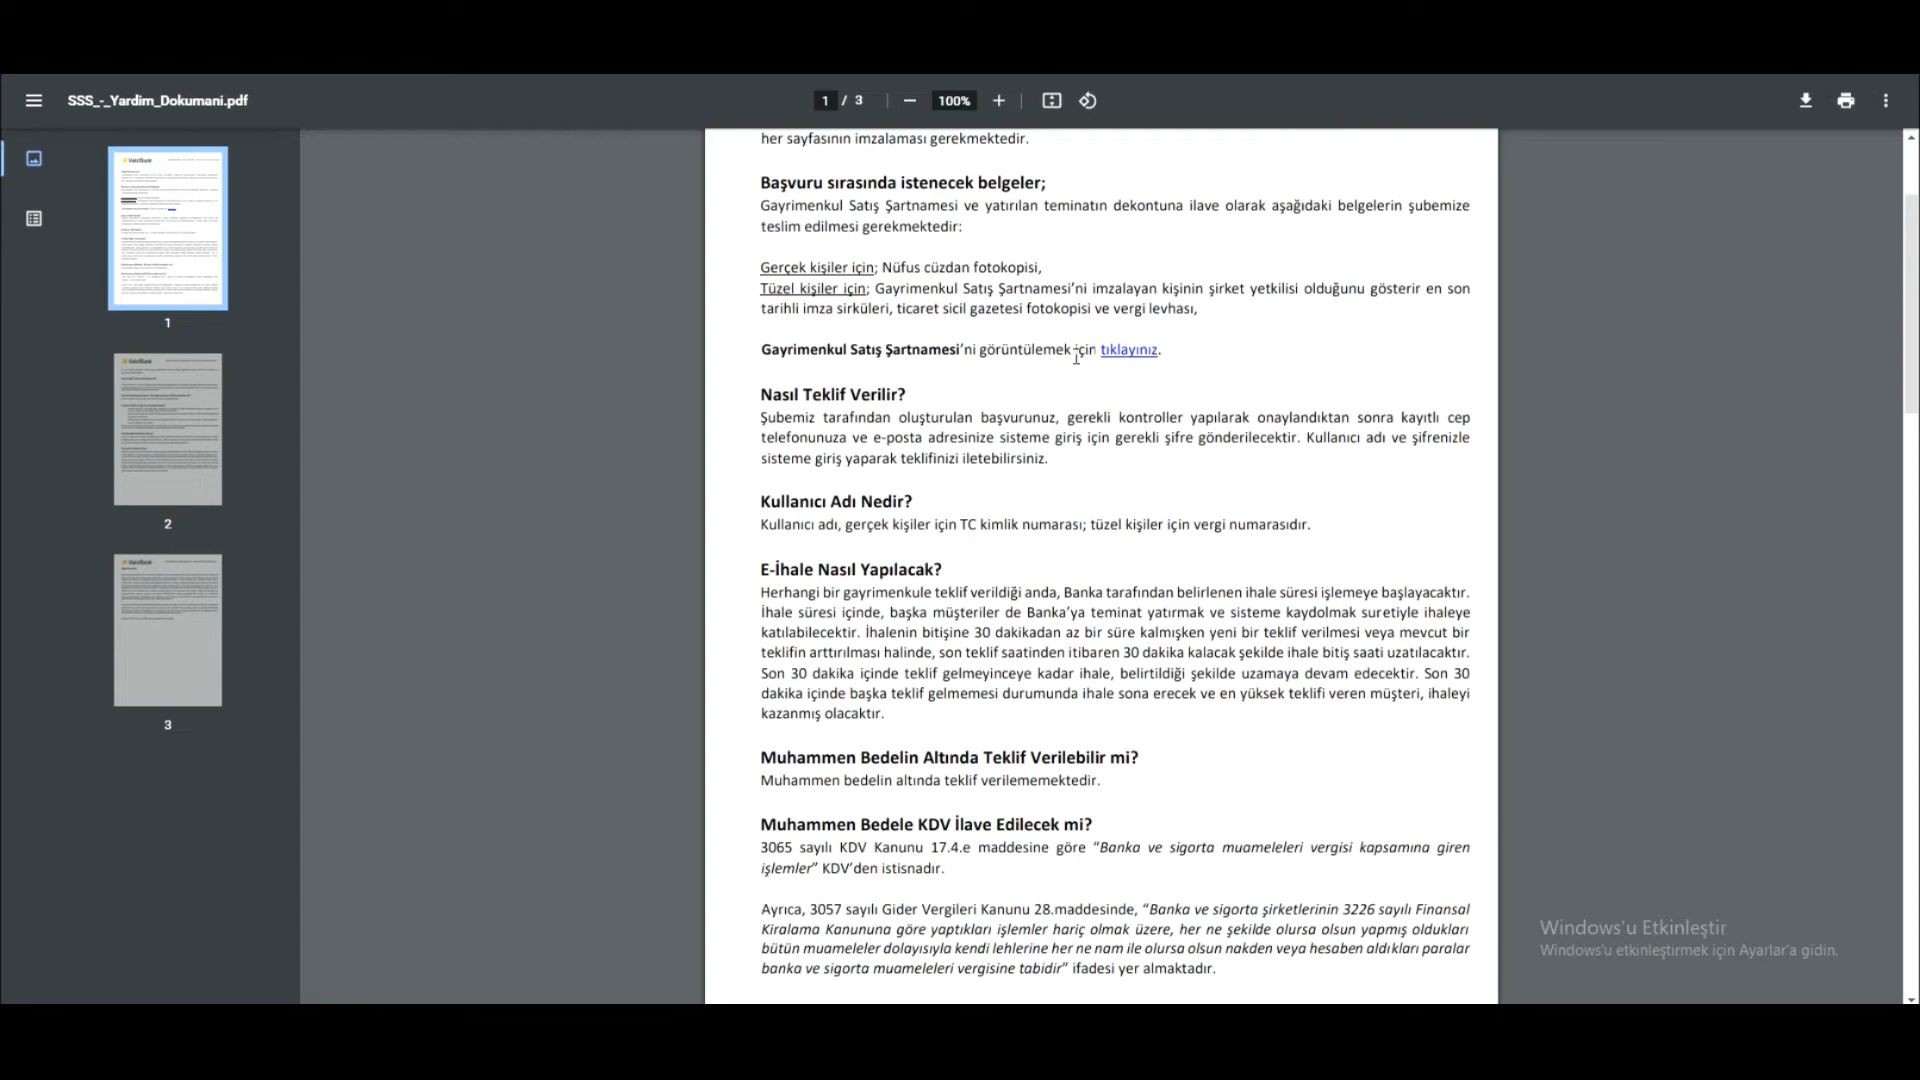 SSS_-_Yardim_Dokumani.pdf
1 / 3
100%
her sayfasının imzalaması gerekmektedir.
Başvuru sırasında istenecek belgeler;
Gayrimenkul Satış Şartnamesi ve yatırılan teminatın dekontuna ilave olarak aşağıdaki belgelerin şubemize
teslim edilmesi gerekmektedir:
Gerçek kişiler için; Nüfus cüzdan fotokopisi,
Tüzel kişiler için; Gayrimenkul Satış Şartnamesi’ni imzalayan kişinin şirket yetkilisi olduğunu gösterir en son
tarihli imza sirküleri, ticaret sicil gazetesi fotokopisi ve vergi levhası,
Gayrimenkul Satış Şartnamesi’ni görüntülemek için tıklayınız.
Nasıl Teklif Verilir?
Şubemiz tarafından oluşturulan başvurunuz, gerekli kontroller yapılarak onaylandıktan sonra kayıtlı cep
telefonunuza ve e-posta adresinize sisteme giriş için gerekli şifre gönderilecektir. Kullanıcı adı ve şifrenizle
sisteme giriş yaparak teklifinizi iletebilirsiniz.
Kullanıcı Adı Nedir?
Kullanıcı adı, gerçek kişiler için TC kimlik numarası; tüzel kişiler için vergi numarasıdır.
E-İhale Nasıl Yapılacak?
Herhangi bir gayrimenkule teklif verildiği anda, Banka tarafından belirlenen ihale süresi işlemeye başlayacaktır.
İhale süresi içinde, başka müşteriler de Banka’ya teminat yatırmak ve sisteme kaydolmak suretiyle ihaleye
katılabilecektir. İhalenin bitişine 30 dakikadan az bir süre kalmışken yeni bir teklif verilmesi veya mevcut bir
teklifin arttırılması halinde, son teklif saatinden itibaren 30 dakika kalacak şekilde ihale bitiş saati uzatılacaktır.
Son 30 dakika içinde teklif gelmeyinceye kadar ihale, belirtildiği şekilde uzamaya devam edecektir. Son 30
dakika içinde başka teklif gelmemesi durumunda ihale sona erecek ve en yüksek teklifi veren müşteri, ihaleyi
kazanmış olacaktır.
Muhammen Bedelin Altında Teklif Verilebilir mi?
Muhammen bedelin altında teklif verilememektedir.
Muhammen Bedele KDV İlave Edilecek mi?
3065 sayılı KDV Kanunu 17.4.e maddesine göre “Banka ve sigorta muameleleri vergisi kapsamına giren
işlemler” KDV’den istisnadır.
Ayrıca, 3057 sayılı Gider Vergileri Kanunu 28.maddesinde, “Banka ve sigorta şirketlerinin 3226 sayılı Finansal
Kiralama Kanununa göre yaptıkları işlemler hariç olmak üzere, her ne şekilde olursa olsun yapmış oldukları
bütün muameleler dolayısıyla kendi lehlerine her ne nam ile olursa olsun nakden veya hesaben aldıkları paralar
banka ve sigorta muameleleri vergisine tabidir” ifadesi yer almaktadır.
1
2
3
Windows'u Etkinleştir
Windows'u etkinleştirmek için Ayarlar'a gidin.